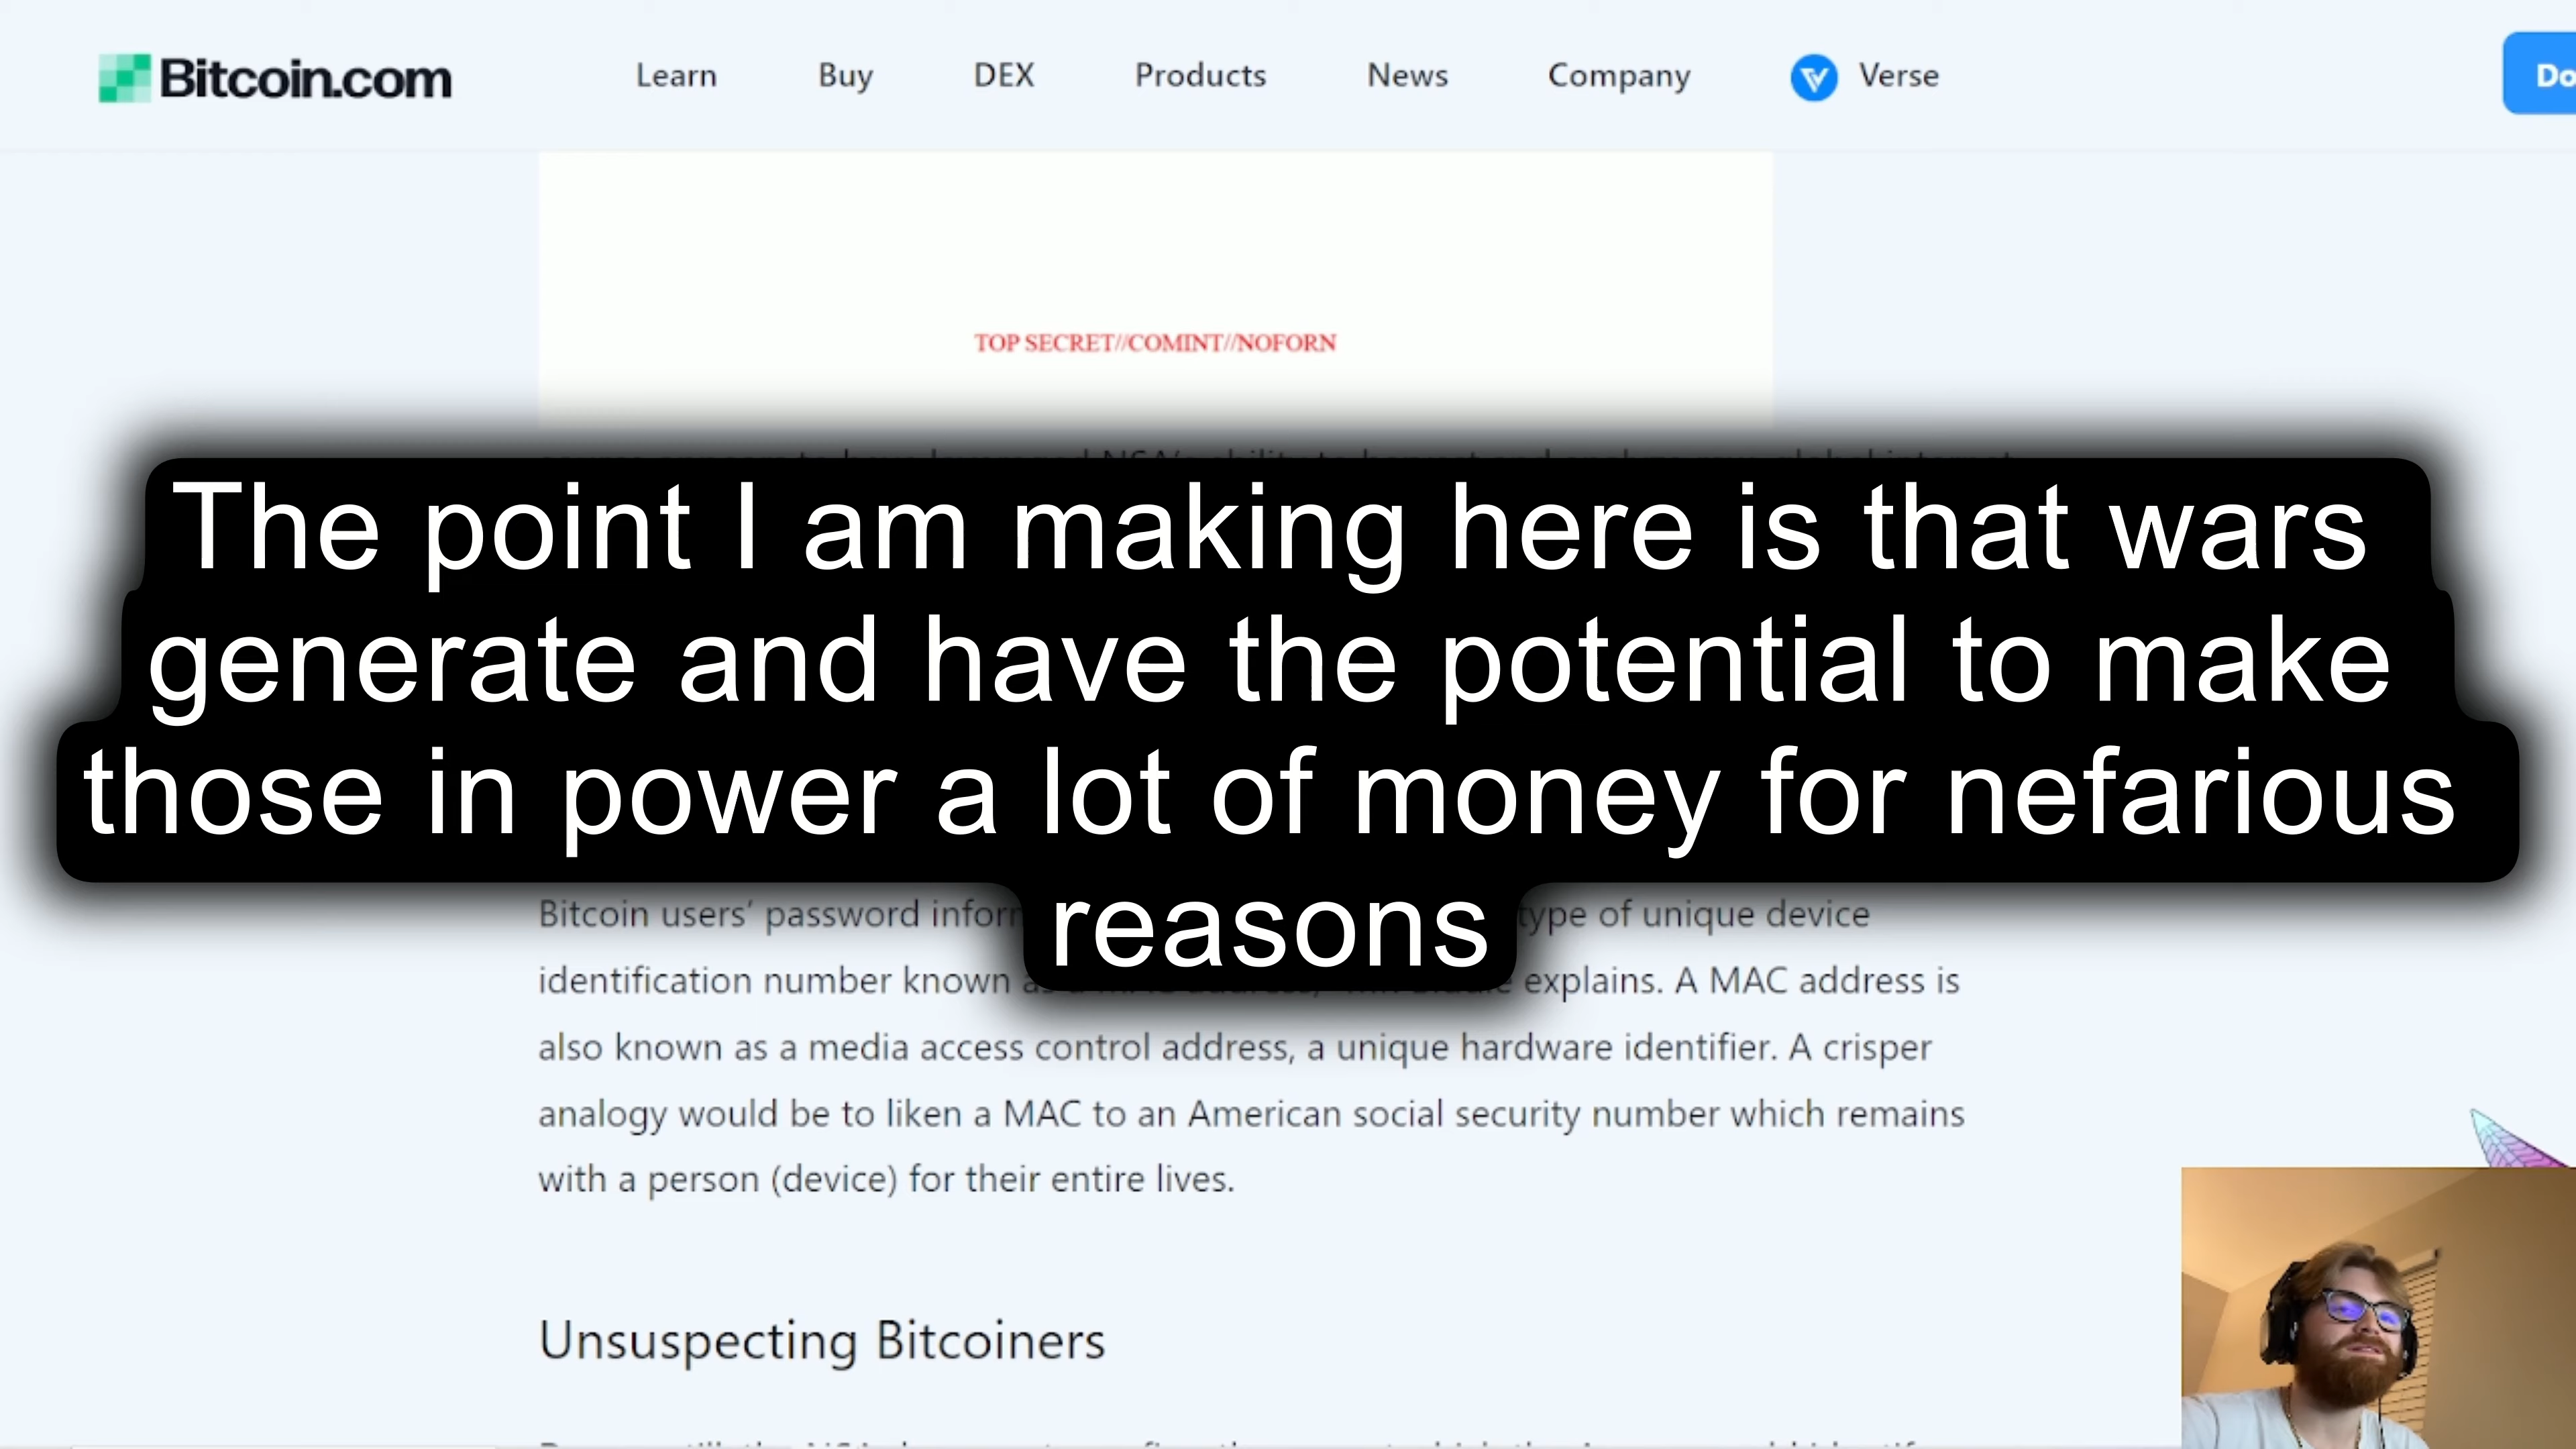 Bitcoin.com Learn Buy DEX Products News Company Verse Do
TOP SECRET//COMINT//NOFORN
The point I am making here is that wars
generate and have the potential to make
those in power a lot of money for nefarious
reasons
Bitcoin users’ password type of unique device
identification number known explains. A MAC address is
also known as a media access control address, a unique hardware identifier. A crisper
analogy would be to liken a MAC to an American social security number which remains
with a person (device) for their entire lives.
Unsuspecting Bitcoiners